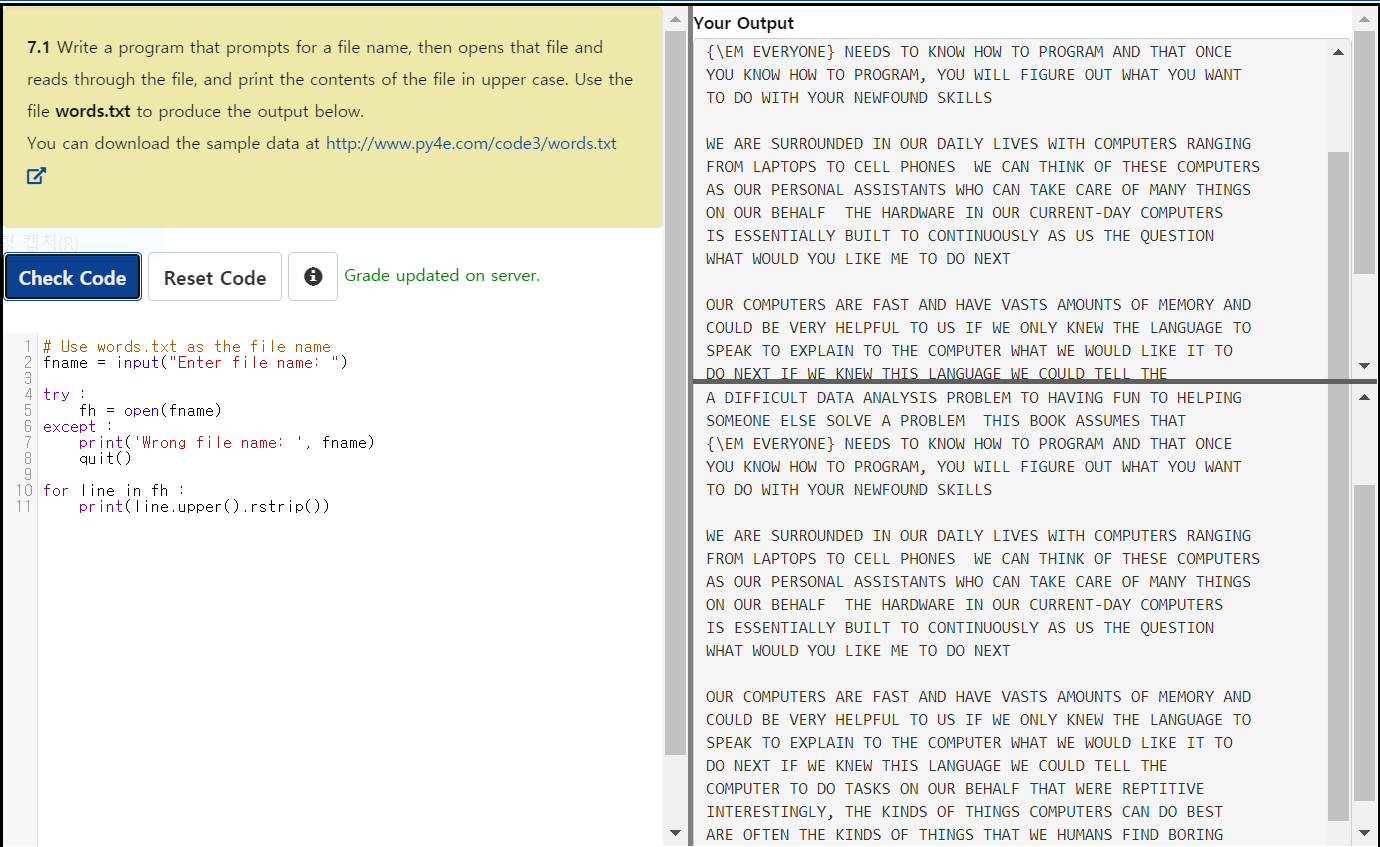 7.1 Write a program that prompts for a file name, then opens that file and
reads through the file, and print the contents of the file in upper case. Use the
file words.txt to produce the output below.
You can download the sample data at http://www.py4e.com/code3/words.txt
캡처(R)
Check Code
Reset Code
Grade updated on server.
1 # Use words.txt as the file name
2 fname = input("Enter file name: ")
3
4 try :
5     fh = open(fname)
6 except :
7     print('Wrong file name: ', fname)
8     quit()
9
10 for line in fh :
11     print(line.upper().rstrip())
Your Output
{\EM EVERYONE} NEEDS TO KNOW HOW TO PROGRAM AND THAT ONCE
YOU KNOW HOW TO PROGRAM, YOU WILL FIGURE OUT WHAT YOU WANT
TO DO WITH YOUR NEWFOUND SKILLS
WE ARE SURROUNDED IN OUR DAILY LIVES WITH COMPUTERS RANGING
FROM LAPTOPS TO CELL PHONES  WE CAN THINK OF THESE COMPUTERS
AS OUR PERSONAL ASSISTANTS WHO CAN TAKE CARE OF MANY THINGS
ON OUR BEHALF  THE HARDWARE IN OUR CURRENT-DAY COMPUTERS
IS ESSENTIALLY BUILT TO CONTINUOUSLY AS US THE QUESTION
WHAT WOULD YOU LIKE ME TO DO NEXT
OUR COMPUTERS ARE FAST AND HAVE VASTS AMOUNTS OF MEMORY AND
COULD BE VERY HELPFUL TO US IF WE ONLY KNEW THE LANGUAGE TO
SPEAK TO EXPLAIN TO THE COMPUTER WHAT WE WOULD LIKE IT TO
DO NEXT IF WE KNEW THIS LANGUAGE WE COULD TELL THE
A DIFFICULT DATA ANALYSIS PROBLEM TO HAVING FUN TO HELPING
SOMEONE ELSE SOLVE A PROBLEM  THIS BOOK ASSUMES THAT
{\EM EVERYONE} NEEDS TO KNOW HOW TO PROGRAM AND THAT ONCE
YOU KNOW HOW TO PROGRAM, YOU WILL FIGURE OUT WHAT YOU WANT
TO DO WITH YOUR NEWFOUND SKILLS
WE ARE SURROUNDED IN OUR DAILY LIVES WITH COMPUTERS RANGING
FROM LAPTOPS TO CELL PHONES  WE CAN THINK OF THESE COMPUTERS
AS OUR PERSONAL ASSISTANTS WHO CAN TAKE CARE OF MANY THINGS
ON OUR BEHALF  THE HARDWARE IN OUR CURRENT-DAY COMPUTERS
IS ESSENTIALLY BUILT TO CONTINUOUSLY AS US THE QUESTION
WHAT WOULD YOU LIKE ME TO DO NEXT
OUR COMPUTERS ARE FAST AND HAVE VASTS AMOUNTS OF MEMORY AND
COULD BE VERY HELPFUL TO US IF WE ONLY KNEW THE LANGUAGE TO
SPEAK TO EXPLAIN TO THE COMPUTER WHAT WE WOULD LIKE IT TO
DO NEXT IF WE KNEW THIS LANGUAGE WE COULD TELL THE
COMPUTER TO DO TASKS ON OUR BEHALF THAT WERE REPTITIVE
INTERESTINGLY, THE KINDS OF THINGS COMPUTERS CAN DO BEST
ARE OFTEN THE KINDS OF THINGS THAT WE HUMANS FIND BORING